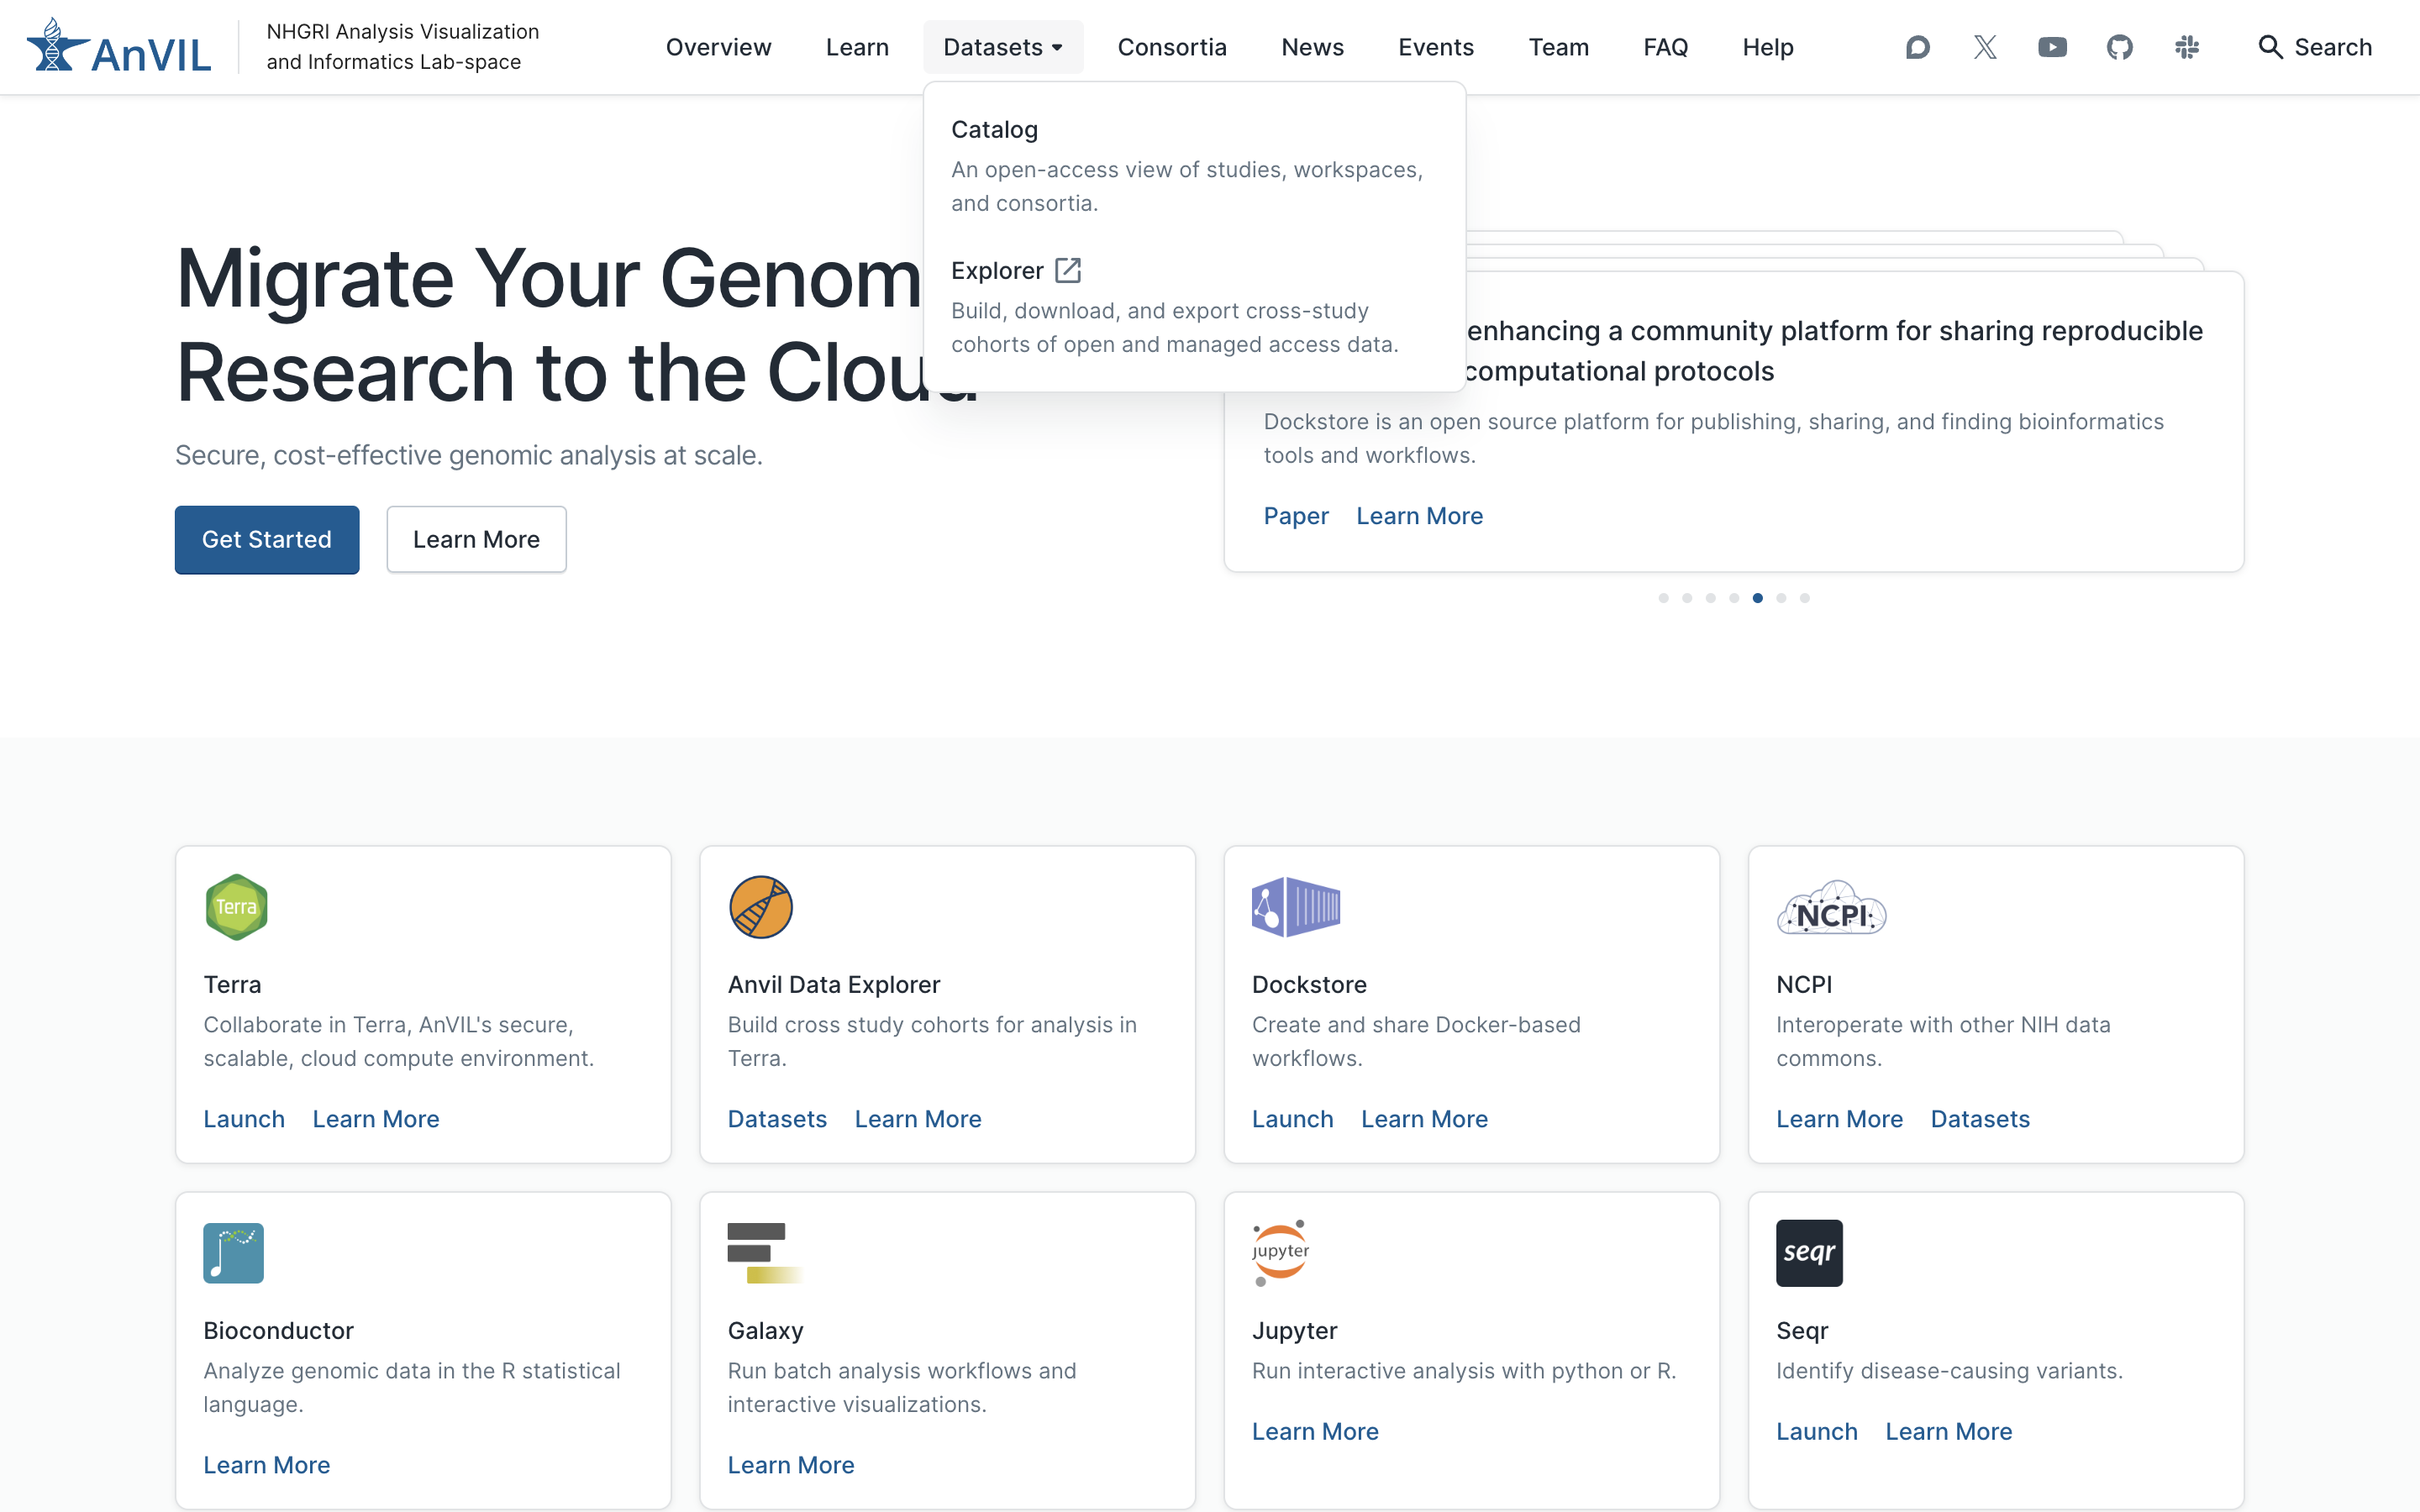 AnVIL
NHGRI Analysis Visualization
and Informatics Lab-space
Overview
Learn
Datasets
Consortia
News
Events
Team
FAQ
Help
Search
Catalog
An open-access view of studies, workspaces,
and consortia.
Explorer
Build, download, and export cross-study
cohorts of open and managed access data.
Migrate Your Genom
Research to the Cloud
Secure, cost-effective genomic analysis at scale.
Get Started
Learn More
enhancing a community platform for sharing reproducible
computational protocols
Dockstore is an open source platform for publishing, sharing, and finding bioinformatics
tools and workflows.
Paper
Learn More
Terra
Terra
Collaborate in Terra, AnVIL's secure,
scalable, cloud compute environment.
Launch
Learn More
Anvil Data Explorer
Build cross study cohorts for analysis in
Terra.
Datasets
Learn More
Dockstore
Create and share Docker-based
workflows.
Launch
Learn More
NCPI
NCPI
Interoperate with other NIH data
commons.
Learn More
Datasets
Bioconductor
Analyze genomic data in the R statistical
language.
Learn More
Galaxy
Run batch analysis workflows and
interactive visualizations.
Learn More
jupyter
Jupyter
Run interactive analysis with python or R.
Learn More
seqr
Seqr
Identify disease-causing variants.
Launch
Learn More